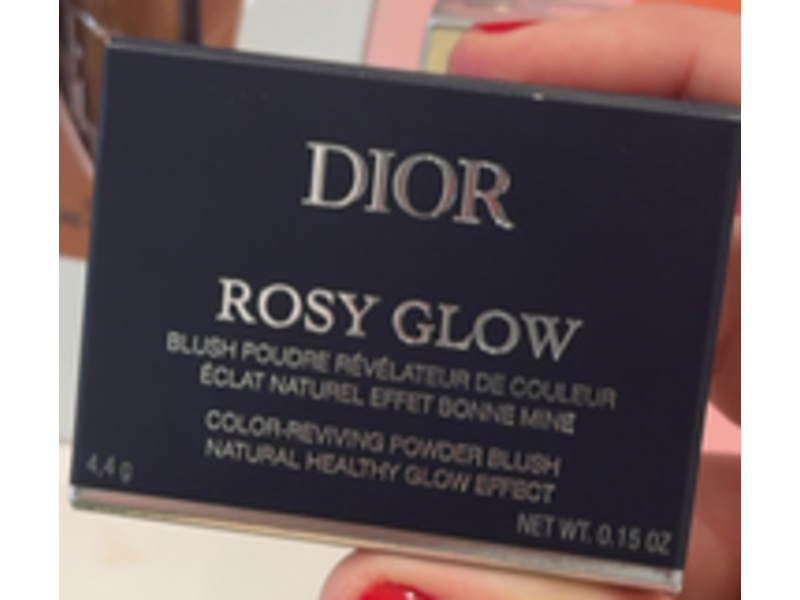 DIOR
ROSY GLOW
BLUSH POUDRE RÉVÉLATEUR DE COULEUR
ÉCLAT NATUREL EFFET BONNE MINE
COLOR-REVIVING POWDER BLUSH
NATURAL HEALTHY GLOW EFFECT
4,4 g
NET WT. 0.15 OZ